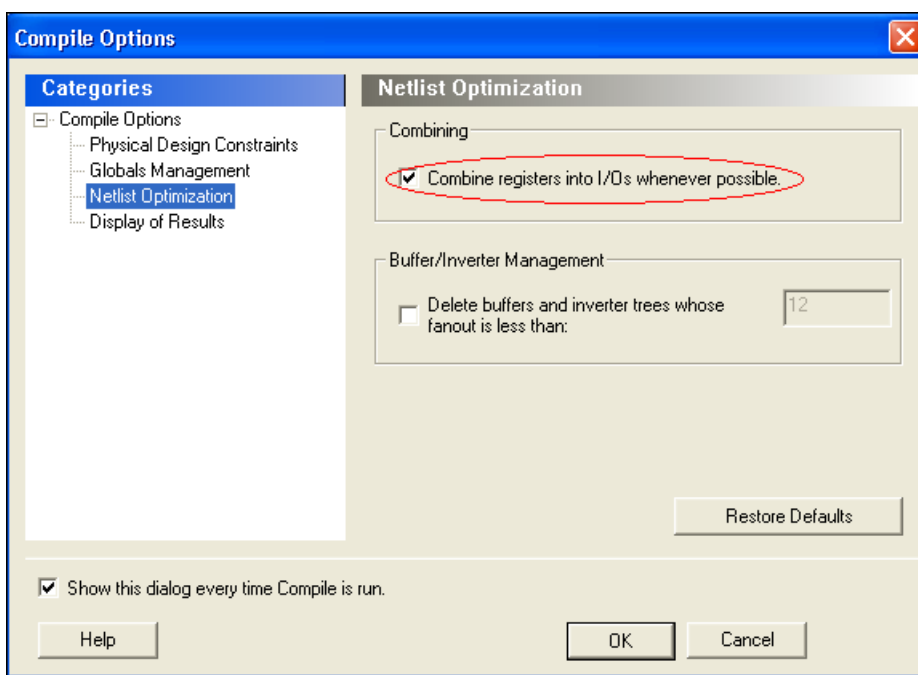 Compile Options
Categories
Compile Options
Physical Design Constraints
Globals Management
Netlist Optimization
Display of Results
Netlist Optimization
Combining
Combine registers into I/Os whenever possible.
Buffer/Inverter Management
Delete buffers and inverter trees whose
fanout is less than:
12
Restore Defaults
Show this dialog every time Compile is run.
Help
OK
Cancel